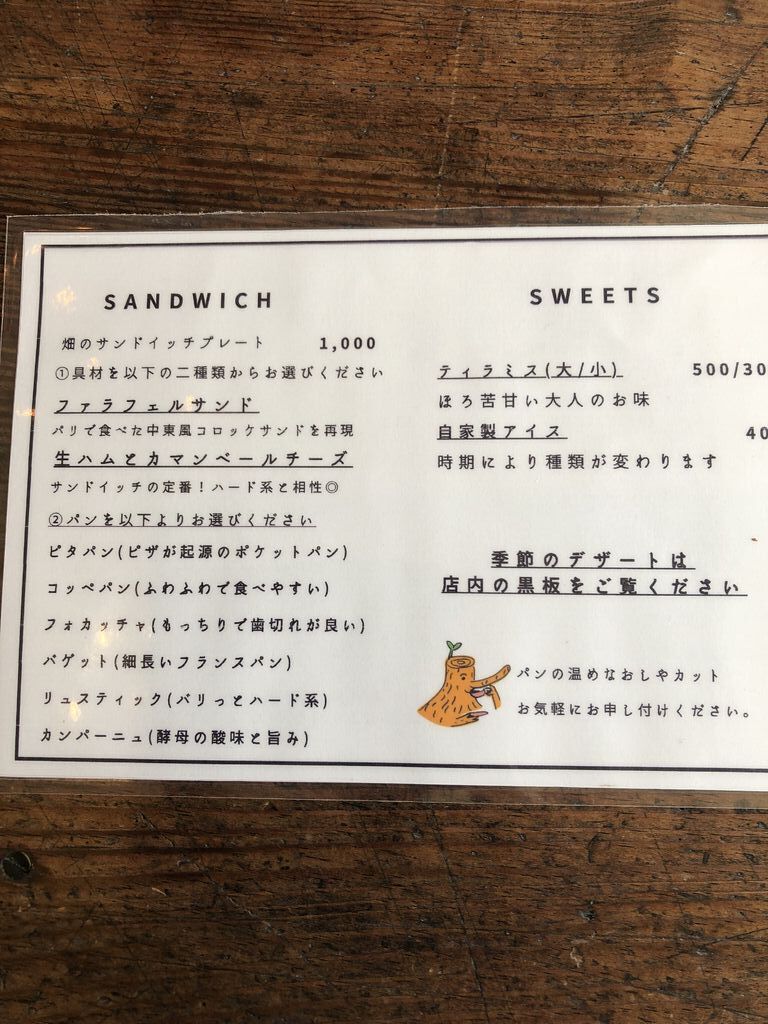 SANDWICH
畑のサンドイッチプレート 1,000
①具材を以下の二種類からお選びください
ファラフェルサンド
パリで食べた中東風コロッケサンドを再現
生ハムとカマンベールチーズ
サンドイッチの定番！ハード系と相性◎
②パンを以下よりお選びください
ピタパン(ピザが起源のポケットパン)
コッペパン(ふわふわで食べやすい)
フォカッチャ(もっちりで歯切れが良い)
バゲット(細長いフランスパン)
リュスティック(バリっとハード系)
カンパーニュ(酵母の酸味と旨み)
SWEETS
ティラミス(大/小) 500/30
ほろ苦甘い大人のお味
自家製アイス 40
時期により種類が変わります
季節のデザートは
店内の黒板をご覧ください
パンの温めなおしやカット
お気軽にお申し付けください。